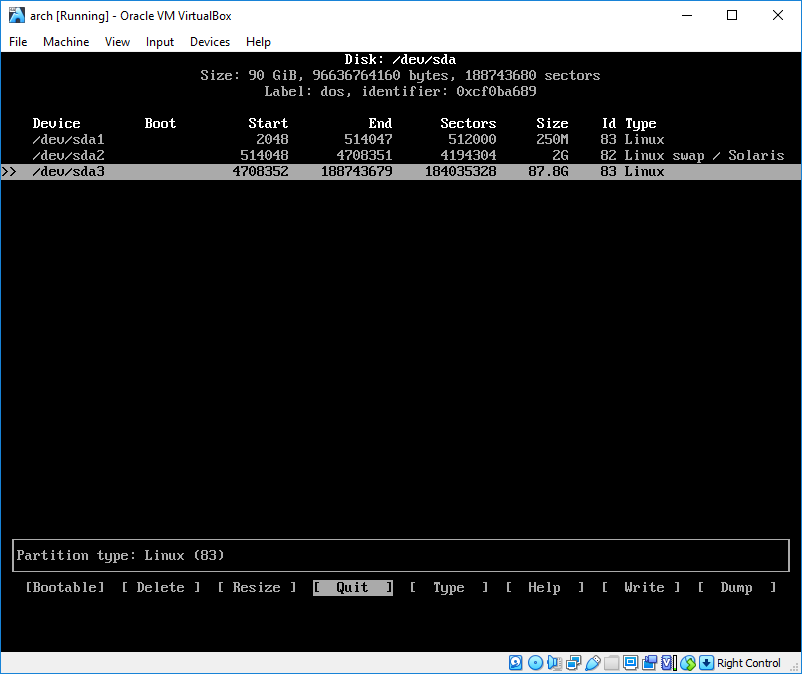 arch [Running] - Oracle VM VirtualBox
File Machine View Input Devices Help
Disk: /dev/sda
Size: 90 GiB, 96636764160 bytes, 188743680 sectors
Label: dos, identifier: 0xcf0ba689
Device Boot Start End Sectors Size Id Type
/dev/sda1 2048 514047 512000 250M 83 Linux
/dev/sda2 514048 4708351 4194304 2G 82 Linux swap / Solaris
>> /dev/sda3 4708352 188743679 184035328 87.8G 83 Linux
Partition type: Linux (83)
[Bootable] [ Delete ] [ Resize ] [ Quit ] [ Type ] [ Help ] [ Write ] [ Dump ]
Right Control